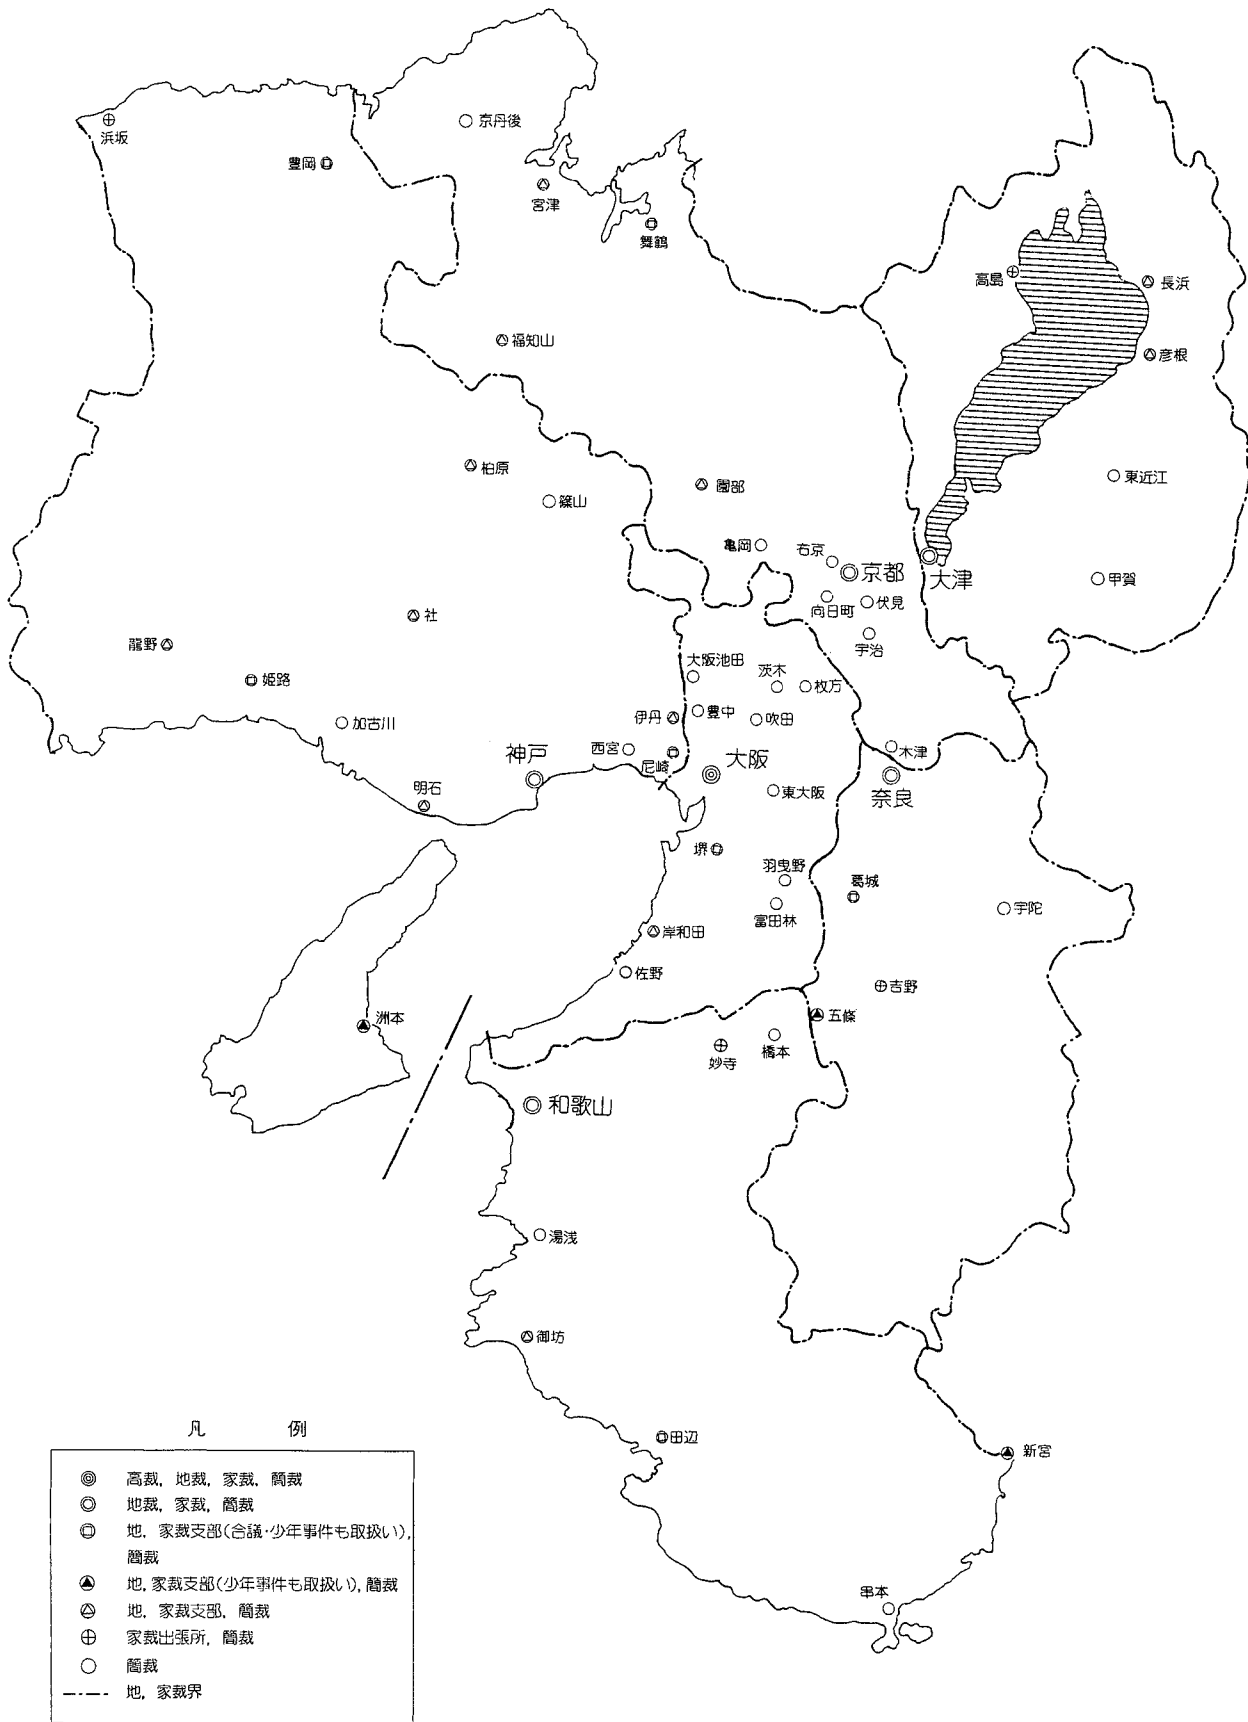 京丹後
浜坂
豊岡
宮津
舞鶴
高島
長浜
福知山
彦根
柏原
東近江
園部
篠山
亀岡
右京
京都
大津
甲賀
向日町
伏見
社
宇治
龍野
大阪池田
茨木
枚方
姫路
豊中
伊丹
吹田
加古川
西宮
木津
神戸
尼崎
大阪
奈良
東大阪
明石
堺
羽曳野
葛城
富田林
宇陀
岸和田
佐野
吉野
洲本
五條
橋本
妙寺
和歌山
湯浅
御坊
田辺
新宮
串本
凡 例
高裁，地裁，家裁，簡裁
地裁，家裁，簡裁
地，家裁支部（合議・少年事件も取扱い），
簡裁
地，家裁支部（少年事件も取扱い），簡裁
地，家裁支部，簡裁
家裁出張所，簡裁
簡裁
地，家裁界